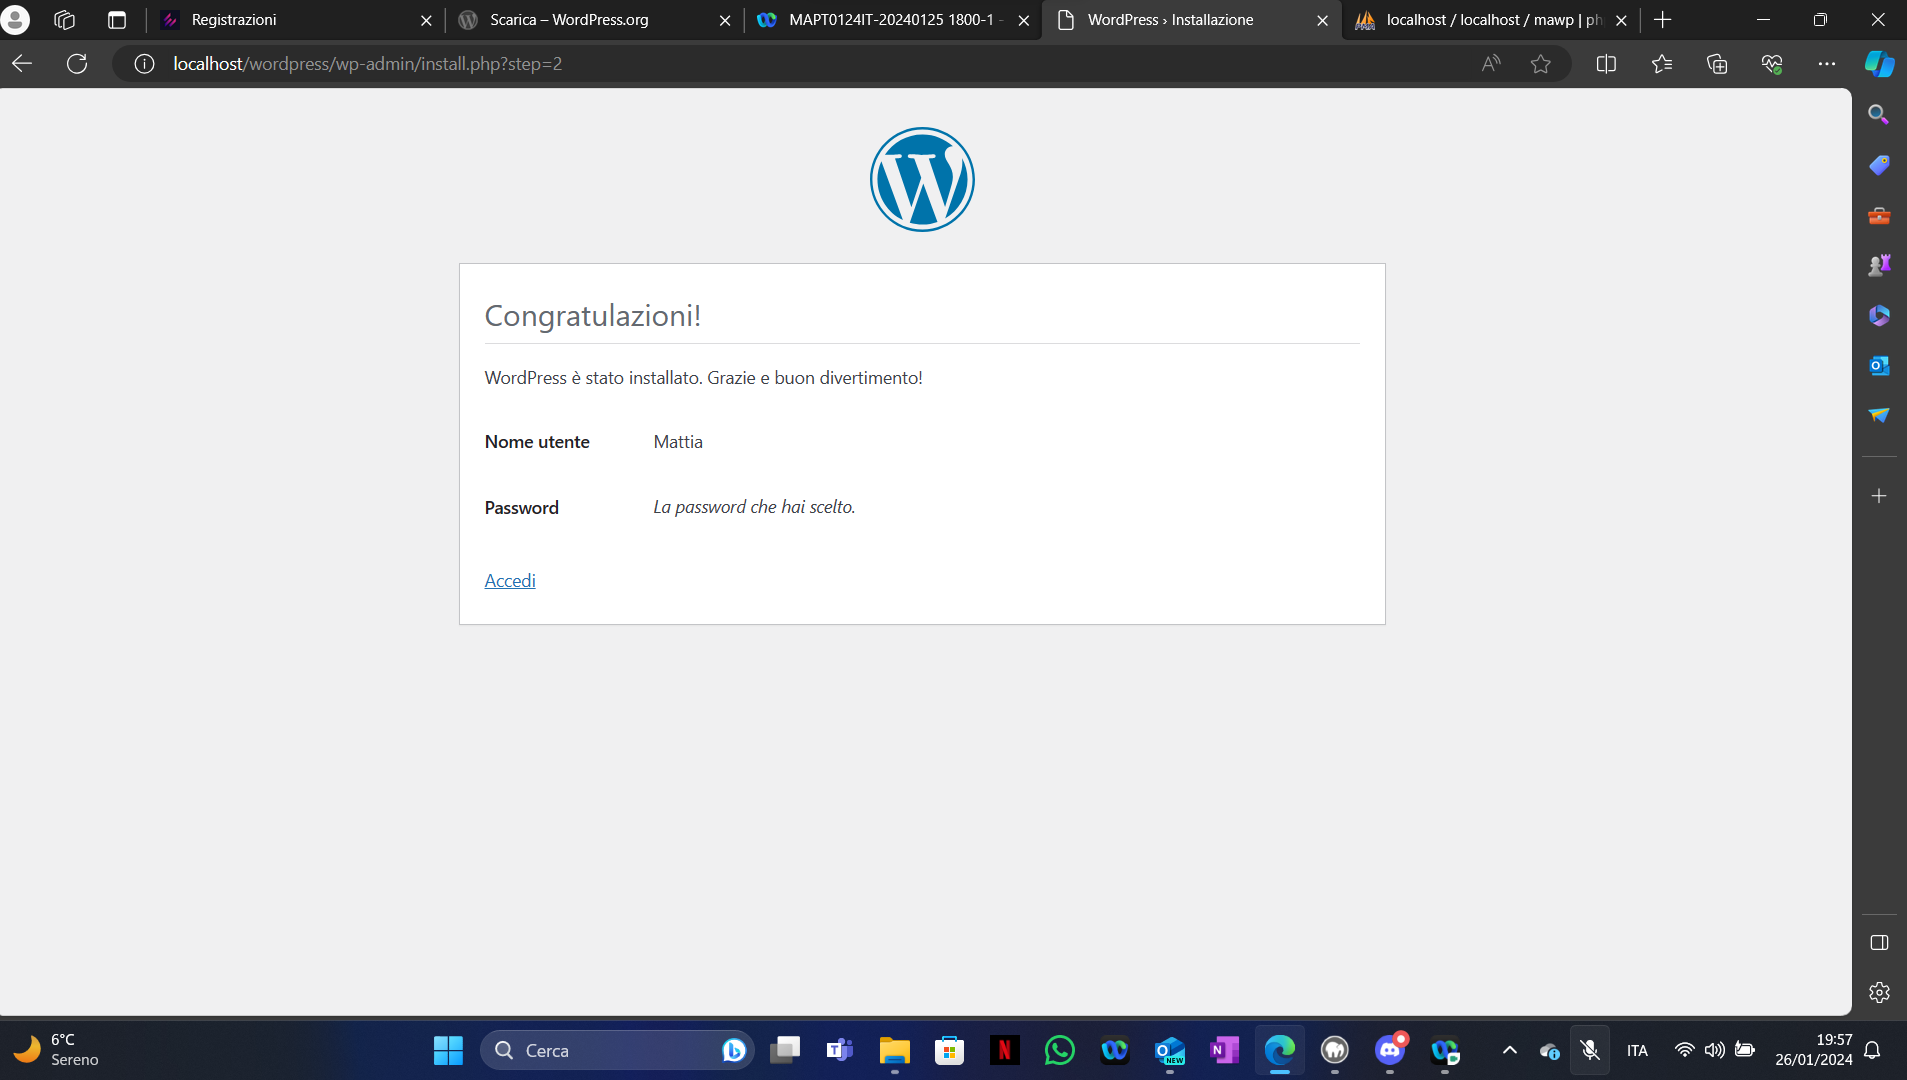 Registrazioni
Scarica – WordPress.org
MAPT0124IT-20240125 1800-1 -
WordPress › Installazione
localhost / localhost / mawp | ph
localhost/wordpress/wp-admin/install.php?step=2
Congratulazioni!
WordPress è stato installato. Grazie e buon divertimento!
Nome utente Mattia
Password La password che hai scelto.
Accedi
6°C
Sereno
Cerca
NEW
ITA
19:57
26/01/2024